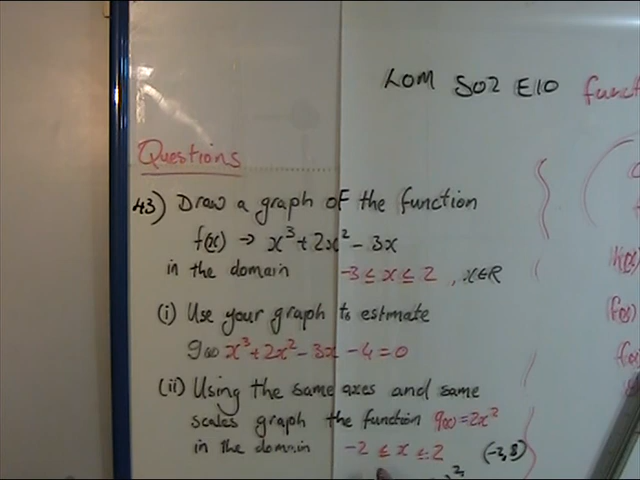 LOM S02 E10 funct
Questions
43) Draw a graph of the function
f(x) → x³ + 2x² - 3x
in the domain -3 ≤ x ≤ 2 , x∈R
(i) Use your graph to estimate
g(x) x³ + 2x² - 3x - 4 = 0
(ii) Using the same axes and same
scales graph the function g(x) = 2x²
in the domain -2 ≤ x ≤ 2 (-2, 8)